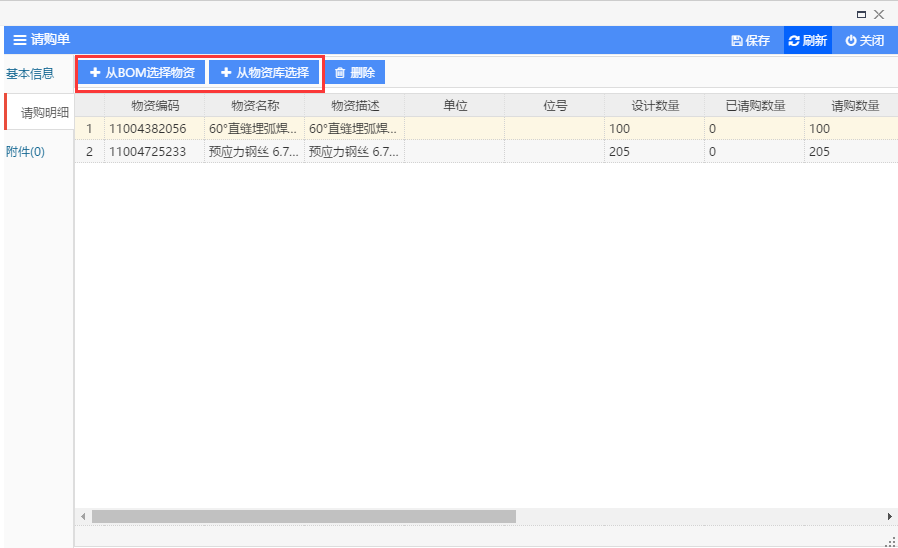 请购单
保存 刷新 关闭
基本信息
请购明细
附件(0)
从BOM选择物资 从物资库选择 删除
物资编码 物资名称 物资描述 单位 位号 设计数量 已请购数量 请购数量
1 11004382056 60°直缝埋弧焊... 60°直缝埋弧焊... 100 0 100
2 11004725233 预应力钢丝 6.7... 预应力钢丝 6.7... 205 0 205